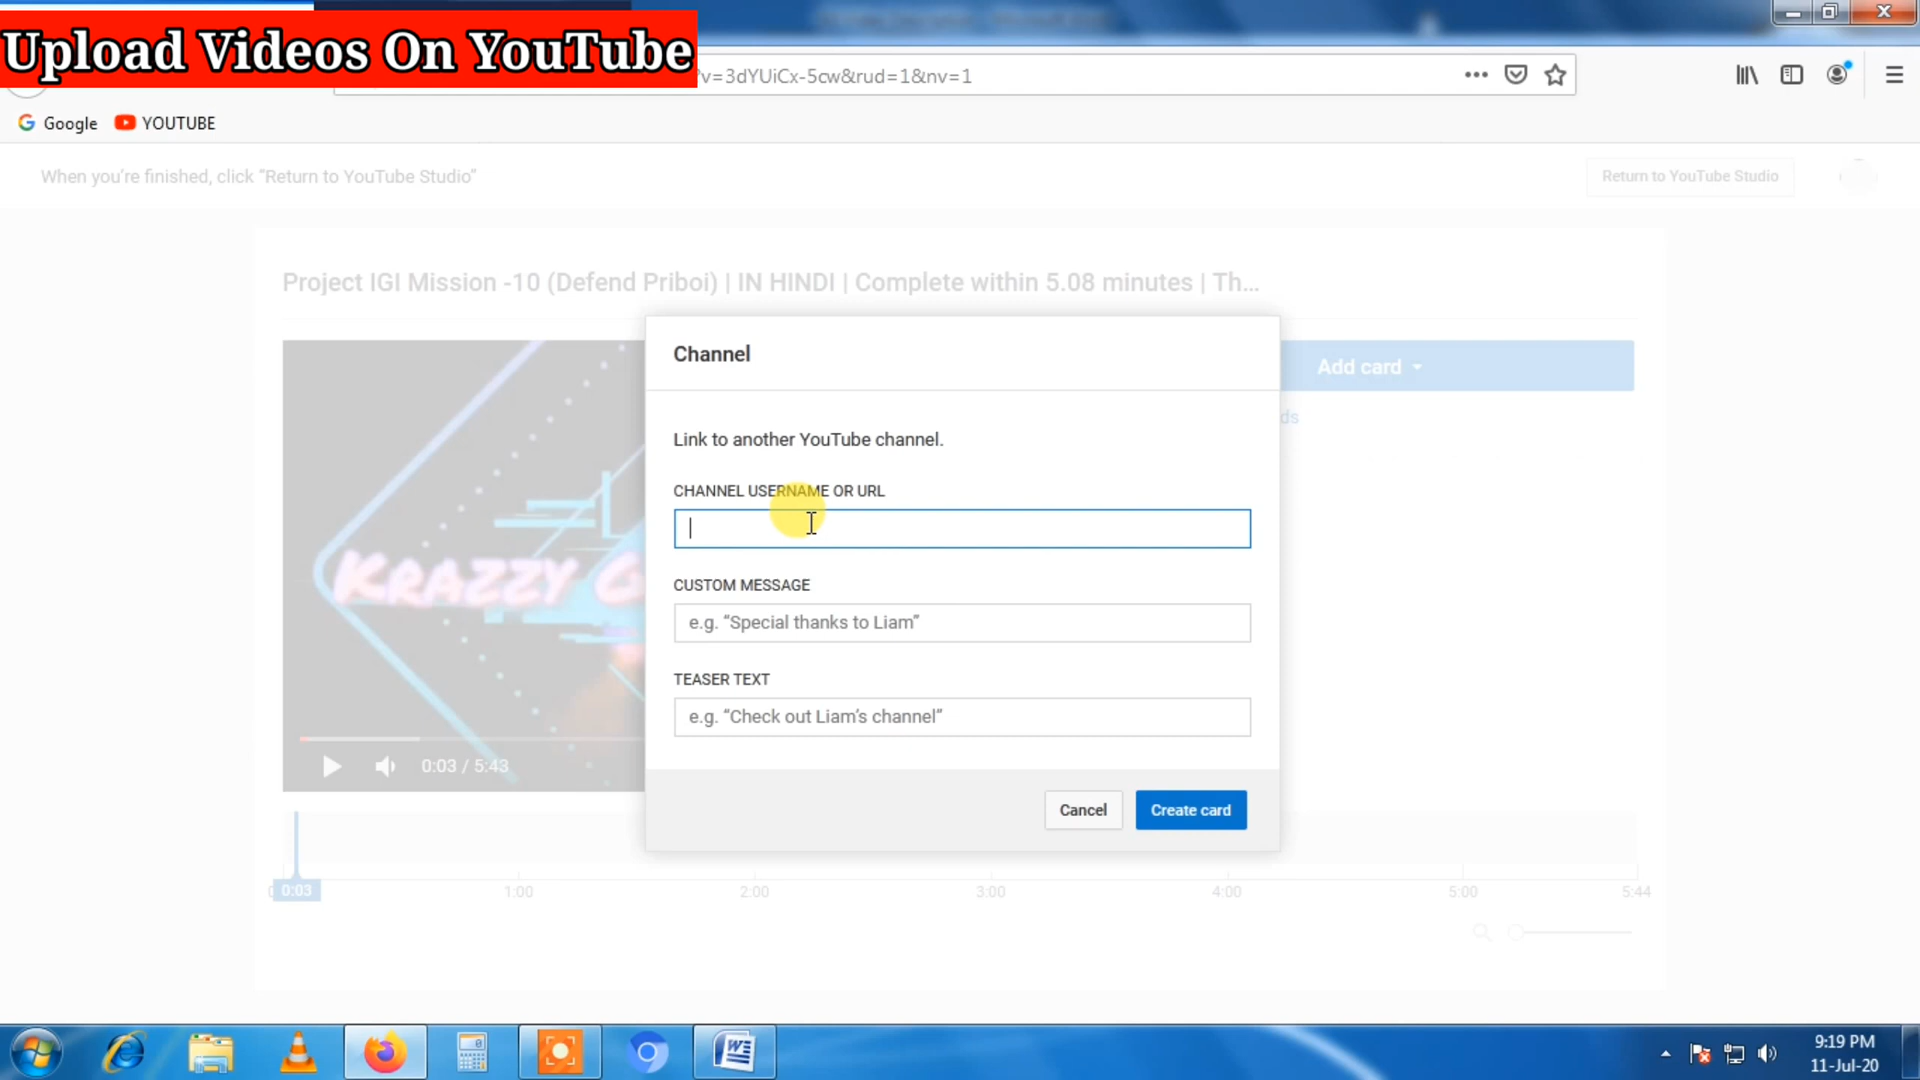 Upload Videos On YouTube
?v=3dYUiCx-5cw&rud=1&nv=1
Google
YOUTUBE
When you're finished, click “Return to YouTube Studio”
Return to YouTube Studio
Project IGI Mission -10 (Defend Priboi) | IN HINDI | Complete within 5.08 minutes | Th...
Channel
Add card
ds
Link to another YouTube channel.
CHANNEL USERNAME OR URL
KRAZZY G
CUSTOM MESSAGE
e.g. “Special thanks to Liam”
TEASER TEXT
e.g. “Check out Liam's channel”
0:03 / 5:43
Cancel
Create card
0:03
1:00
2:00
3:00
4:00
5:00
5:44
9:19 PM
11-Jul-20